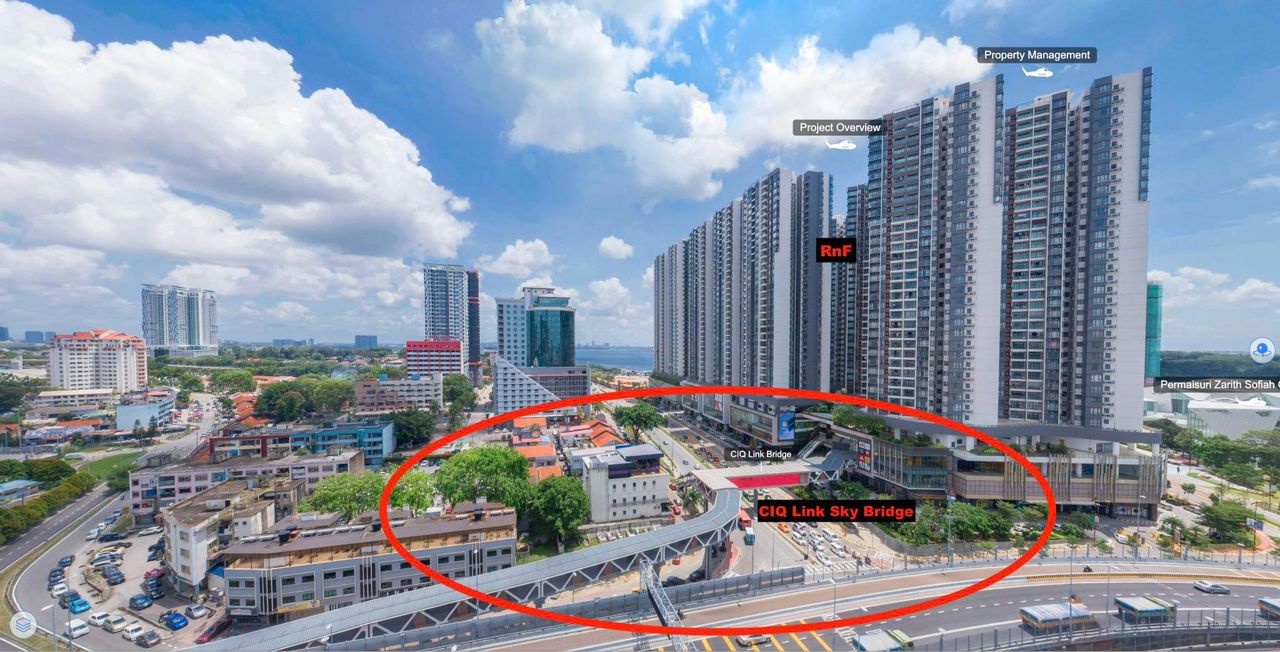 Property Management
Project Overview
RnF
Permaisuri Zarith Sofiah
CIQ Link Bridge
CIQ Link Sky Bridge